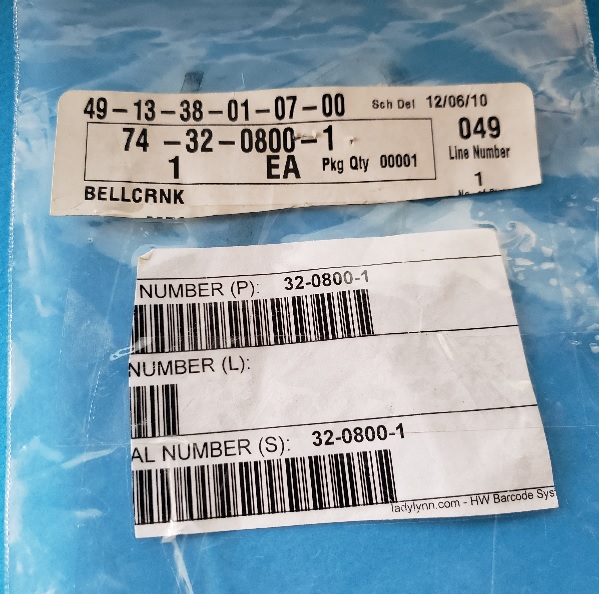 49-13-38-01-07-00 Sch Del 12/06/10
74 -32-0800-1 049
1 EA Pkg Qty 00001 Line Number
1
BELLCRNK
NUMBER (P): 32-0800-1
NUMBER (L):
AL NUMBER (S): 32-0800-1
ladylynn.com - HW Barcode Sys